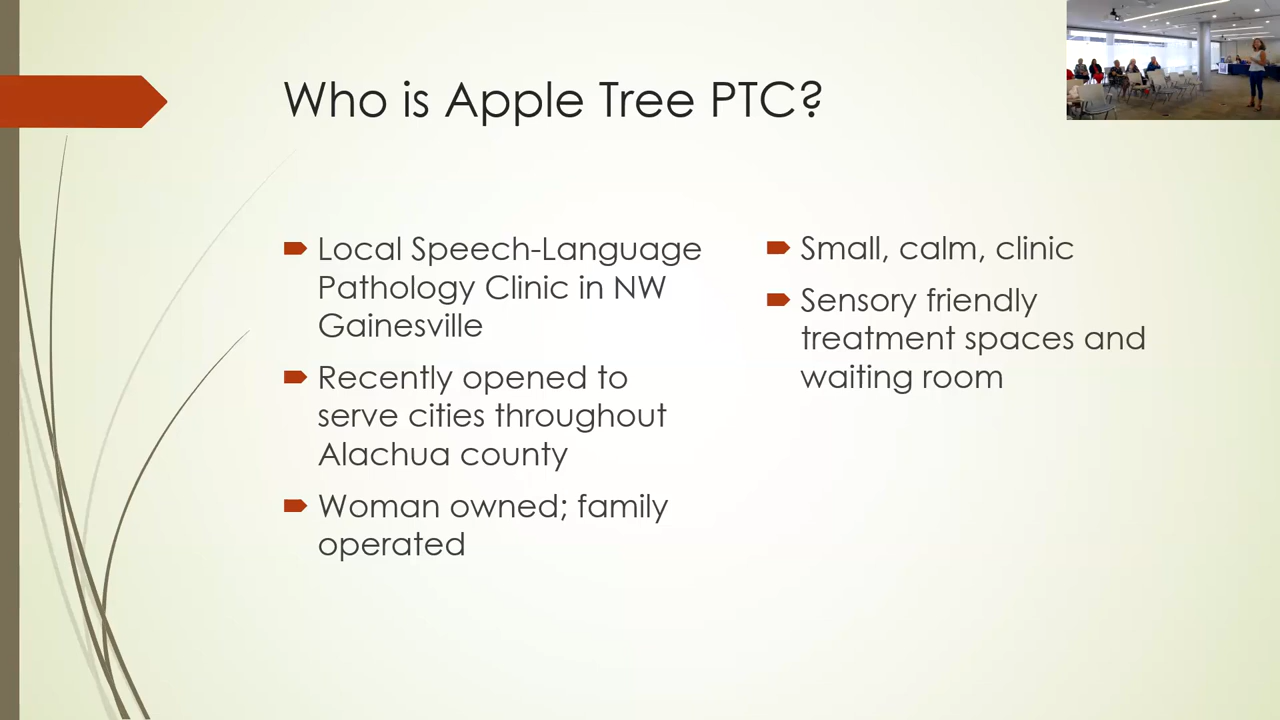 Who is Apple Tree PTC?
Local Speech-Language
Pathology Clinic in NW
Gainesville
Recently opened to
serve cities throughout
Alachua county
Woman owned; family
operated
Small, calm, clinic
Sensory friendly
treatment spaces and
waiting room